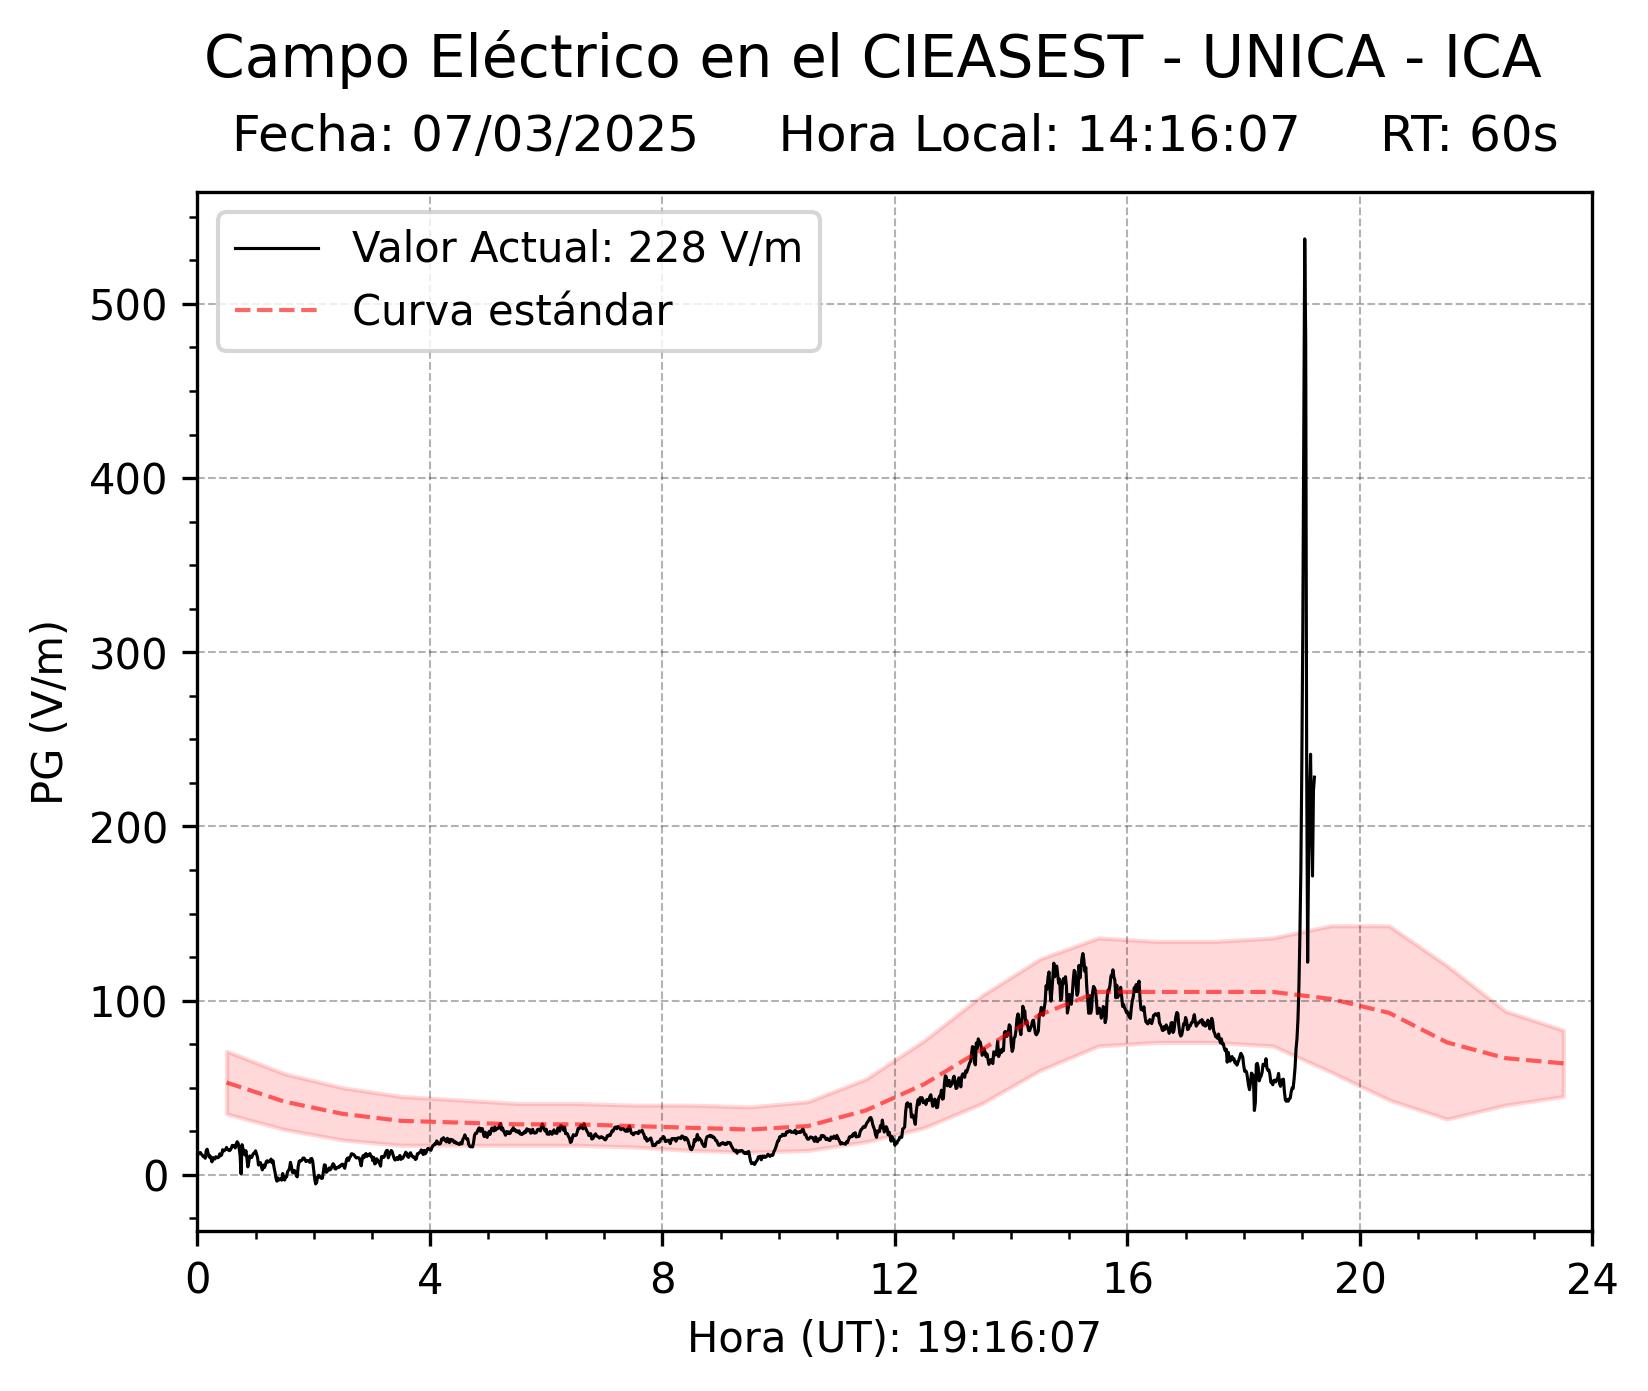 Campo Eléctrico en el CIEASEST - UNICA - ICA
Fecha: 07/03/2025 Hora Local: 14:16:07 RT: 60s
Valor Actual: 228 V/m
Curva estándar
PG (V/m)
500
400
300
200
100
0
0 4 8 12 16 20 24
Hora (UT): 19:16:07